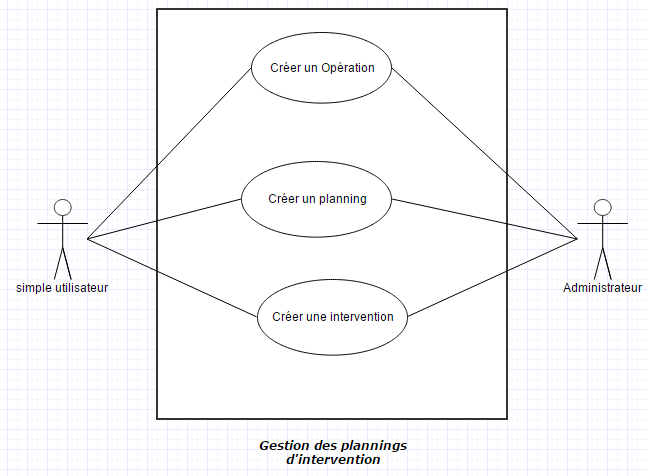 Créer un Opération
Créer un planning
simple utilisateur
Administrateur
Créer une intervention
Gestion des plannings
d'intervention